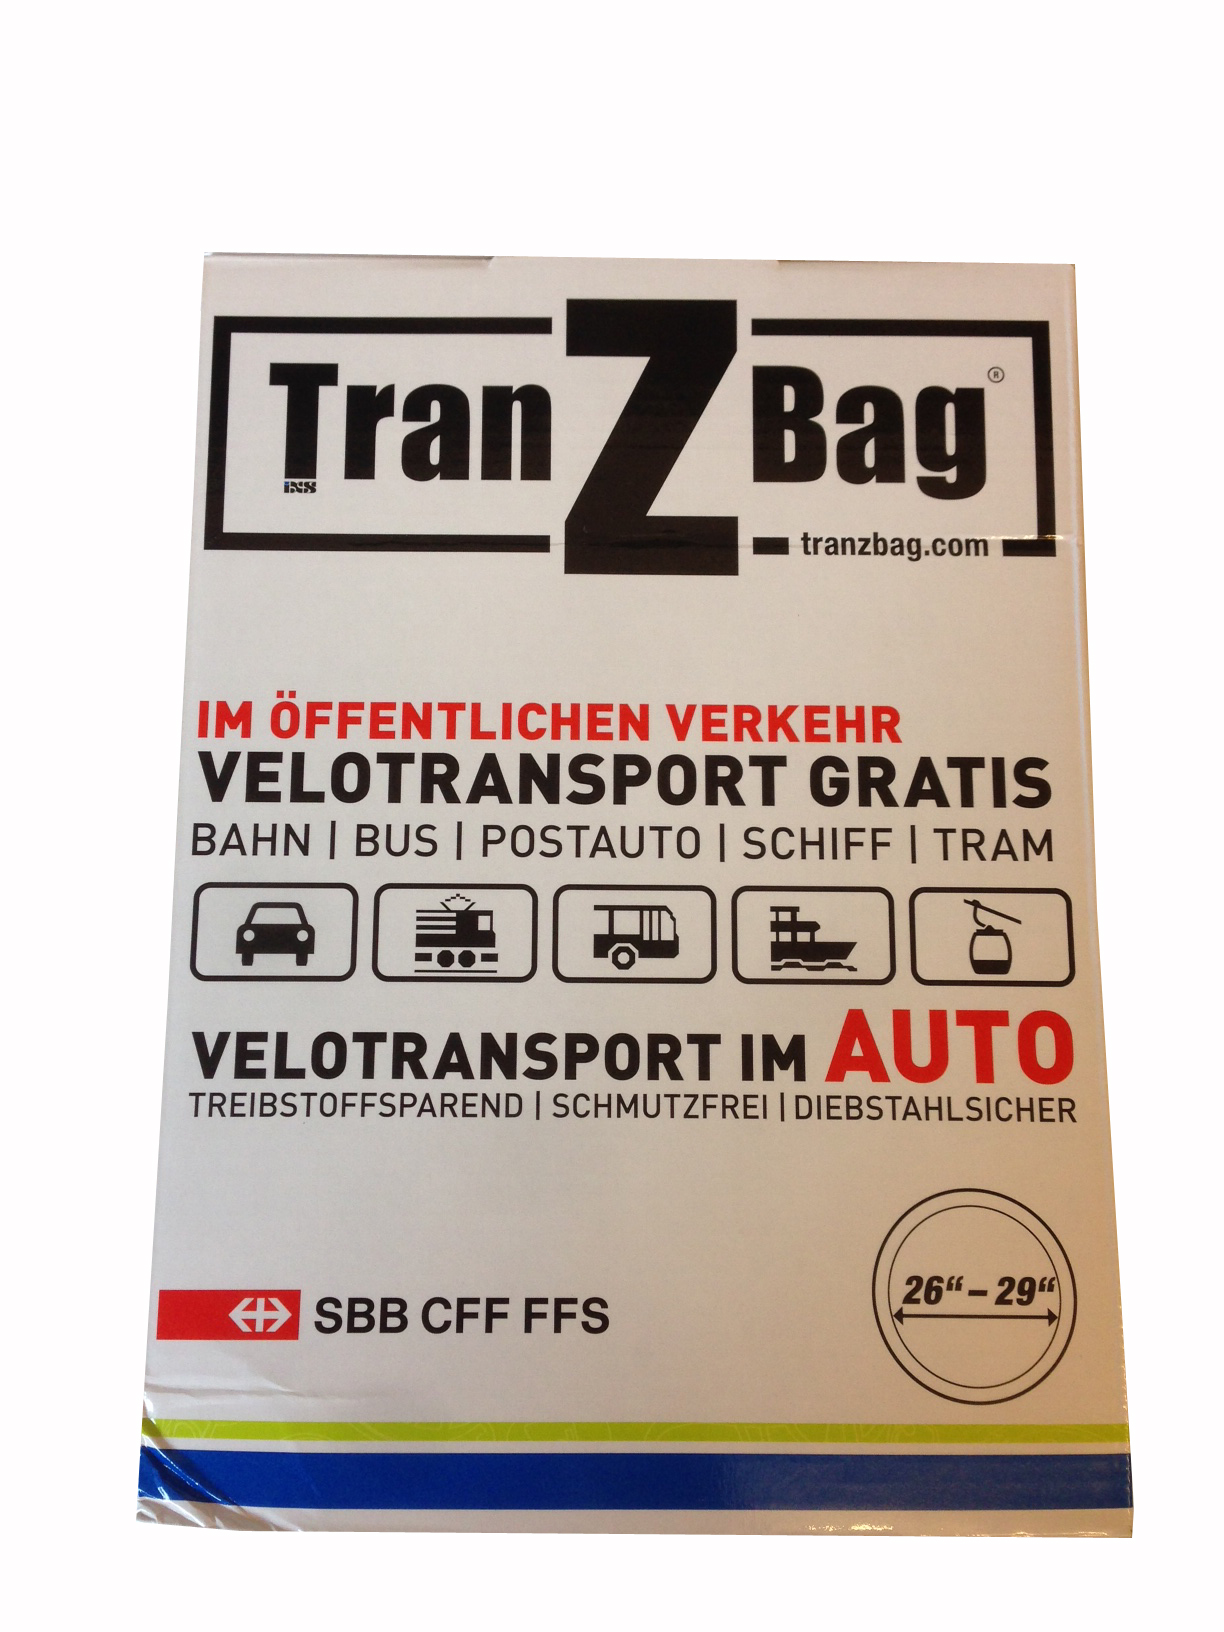 TranZBag®
iXS
tranzbag.com
IM ÖFFENTLICHEN VERKEHR
VELOTRANSPORT GRATIS
BAHN | BUS | POSTAUTO | SCHIFF | TRAM
VELOTRANSPORT IM AUTO
TREIBSTOFFSPAREND | SCHMUTZFREI | DIEBSTAHLSICHER
26“ – 29“
SBB CFF FFS